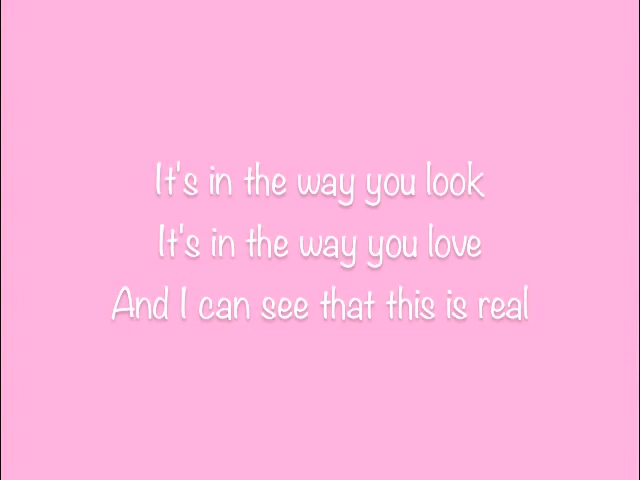 It's in the way you look
It's in the way you love
And I can see that this is real